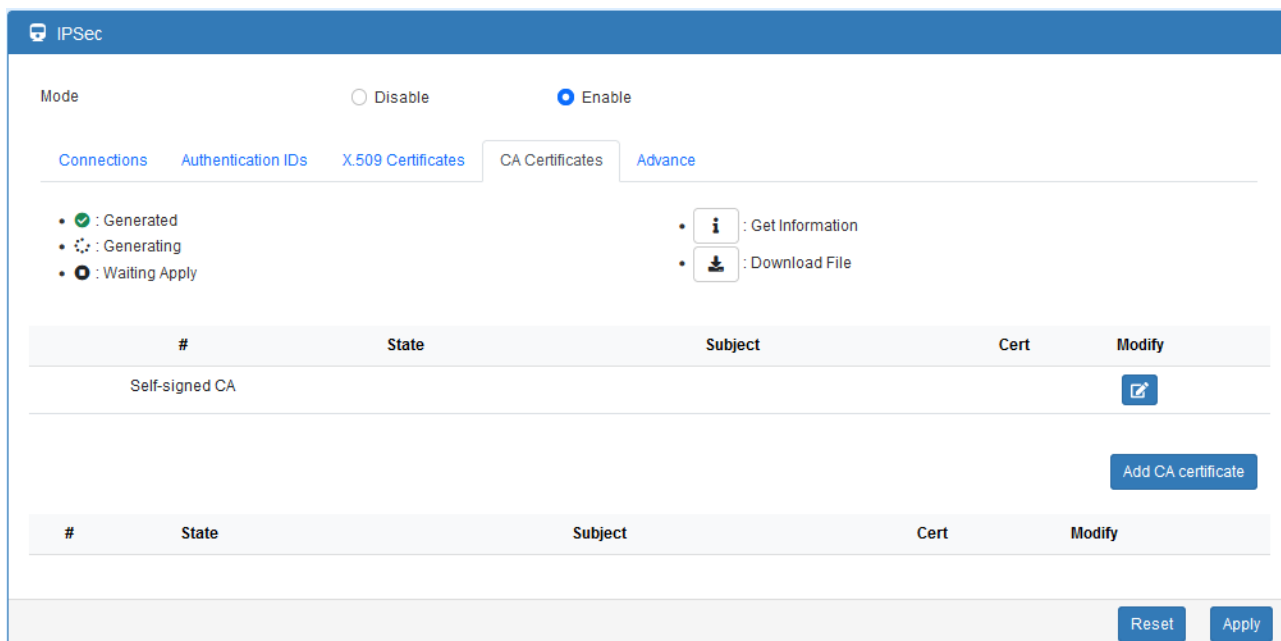 IPSec
Mode Disable Enable
Connections Authentication IDs X.509 Certificates CA Certificates Advance
: Generated
: Generating
: Waiting Apply
: Get Information
: Download File
# State Subject Cert Modify
Self-signed CA
Add CA certificate
# State Subject Cert Modify
Reset Apply